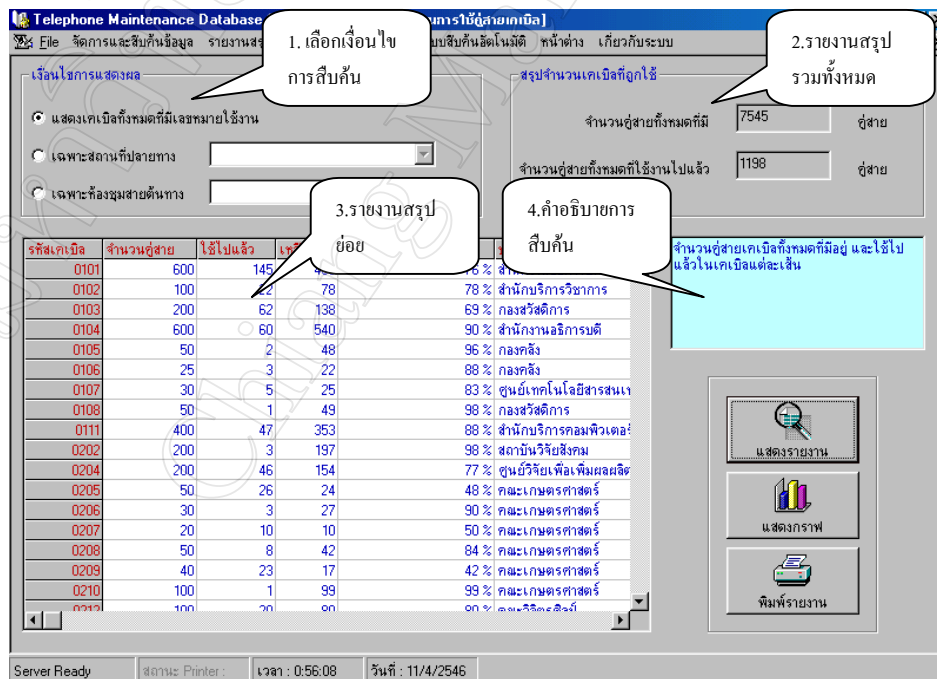 Telephone Maintenance Database
นการใช้คู่สายเคเบิล]
File จัดการและสืบค้นข้อมูล รายงานสรุ บบสืบค้นอัตโนมัติ หน้าต่าง เกี่ยวกับระบบ
1. เลือกเงื่อนไข
การสืบค้น
2.รายงานสรุป
รวมทั้งหมด
เงื่อนไขการแสดงผล
แสดงเคเบิลทั้งหมดที่มีเลขหมายใช้งาน
เฉพาะสถานที่ปลายทาง
เฉพาะห้องชุมสายต้นทาง
สรุปจำนวนเคเบิลที่ถูกใช้
จำนวนคู่สายทั้งหมดที่มี 7545 คู่สาย
จำนวนคู่สายทั้งหมดที่ใช้งานไปแล้ว 1198 คู่สาย
3.รายงานสรุป
ย่อย
4.คำอธิบายการ
สืบค้น
รหัสเคเบิล จำนวนคู่สาย ใช้ไปแล้ว
0101 600 145 76 %
0102 100 22 78 78 % สำนักบริการวิชาการ
0103 200 62 138 69 % กองสวัสดิการ
0104 600 60 540 90 % สำนักงานอธิการบดี
0105 50 2 48 96 % กองคลัง
0106 25 3 22 88 % กองคลัง
0107 30 5 25 83 % ศูนย์เทคโนโลยีสารสนเท
0108 50 1 49 98 % กองสวัสดิการ
0111 400 47 353 88 % สำนักบริการคอมพิวเตอร์
0202 200 3 197 98 % สถาบันวิจัยสังคม
0204 200 46 154 77 % ศูนย์วิจัยเพื่อเพิ่มผลผลิต
0205 50 26 24 48 % คณะเกษตรศาสตร์
0206 30 3 27 90 % คณะเกษตรศาสตร์
0207 20 10 10 50 % คณะเกษตรศาสตร์
0208 50 8 42 84 % คณะเกษตรศาสตร์
0209 40 23 17 42 % คณะเกษตรศาสตร์
0210 100 1 99 99 % คณะเกษตรศาสตร์
0212 100 20 80 80 % คณะวิจิตรศิลป์
จำนวนคู่สายเคเบิลทั้งหมดที่มีอยู่ และใช้ไป
แล้วในเคเบิลแต่ละเส้น
แสดงรายงาน
แสดงกราฟ
พิมพ์รายงาน
Server Ready สถานะ Printer : เวลา : 0:56:08 วันที่ : 11/4/2546
Chiang M